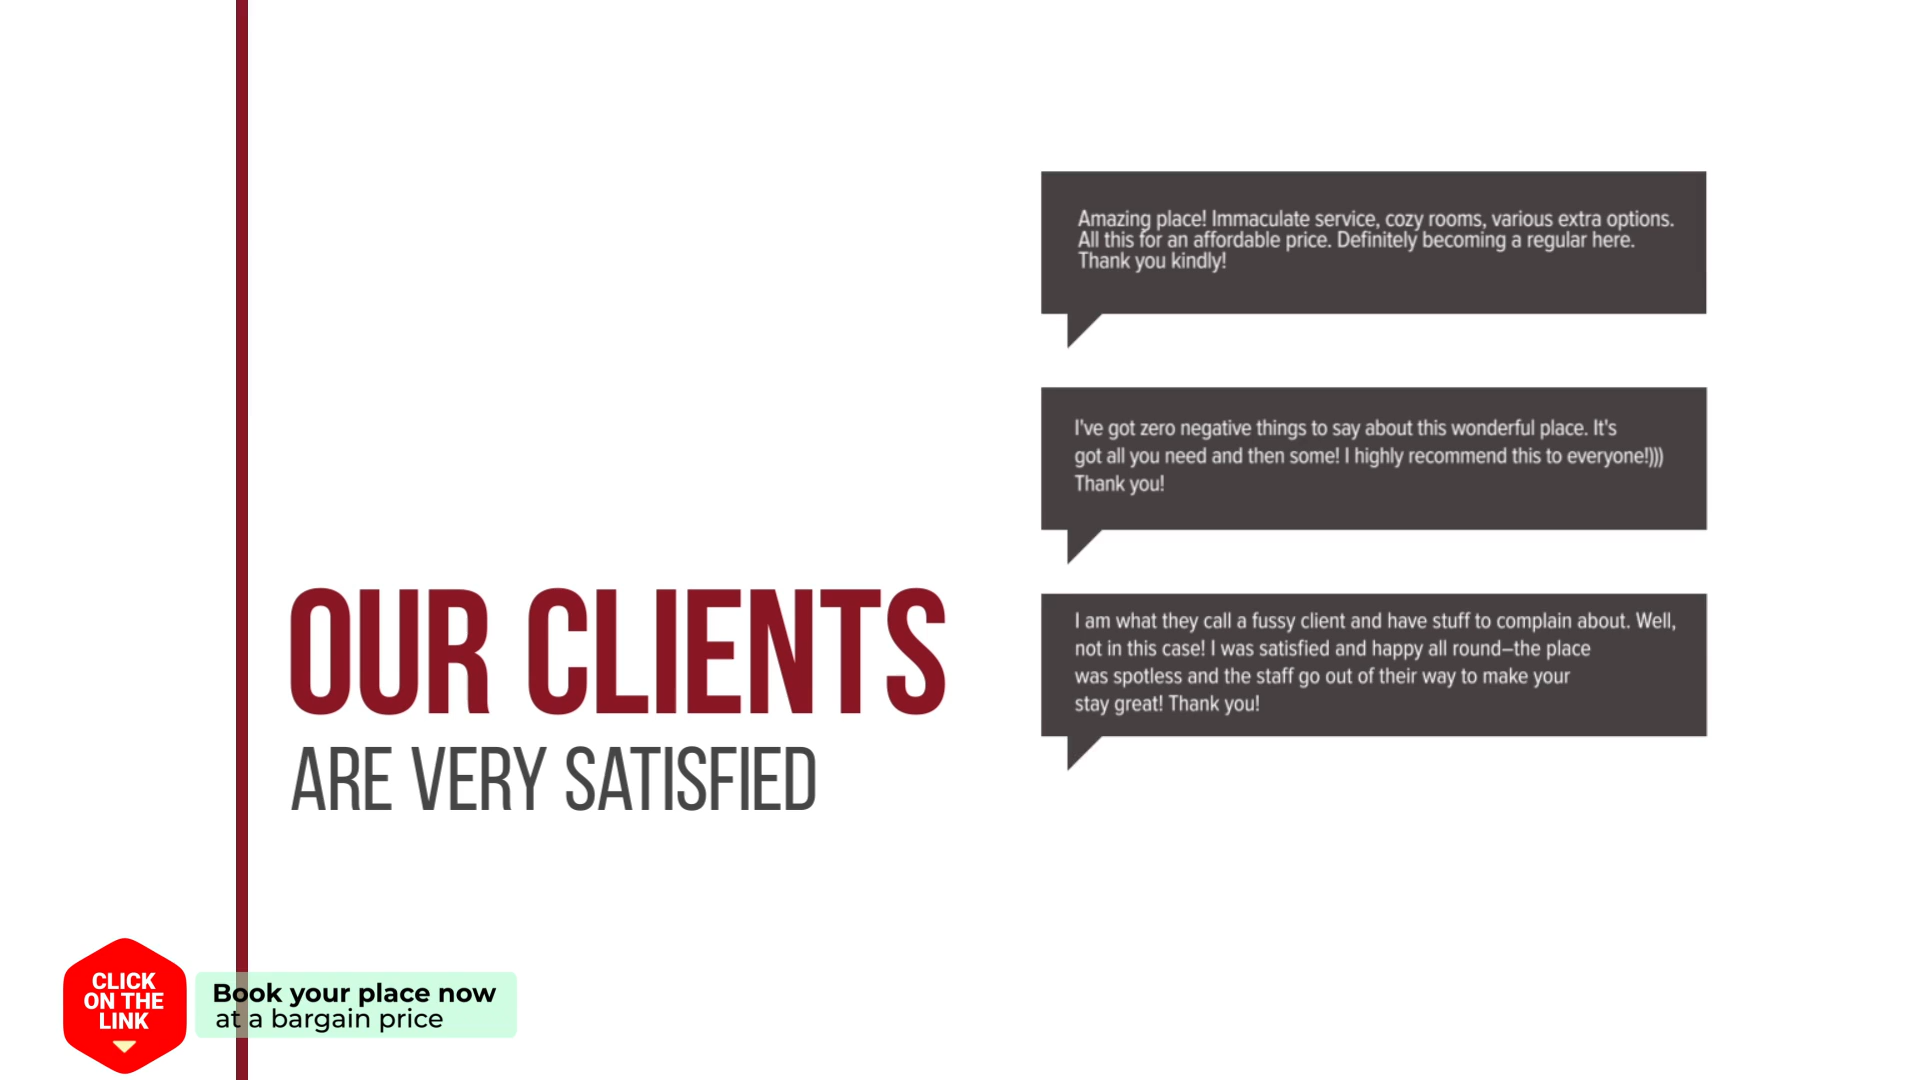 Amazing place! Immaculate service, cozy rooms, various extra options.
All this for an affordable price. Definitely becoming a regular here.
Thank you kindly!
I've got zero negative things to say about this wonderful place. It's
got all you need and then some! I highly recommend this to everyone!)))
Thank you!
I am what they call a fussy client and have stuff to complain about. Well,
not in this case! I was satisfied and happy all round–the place
was spotless and the staff go out of their way to make your
stay great! Thank you!
OUR CLIENTS
ARE VERY SATISFIED
CLICK
ON THE
LINK
Book your place now
at a bargain price